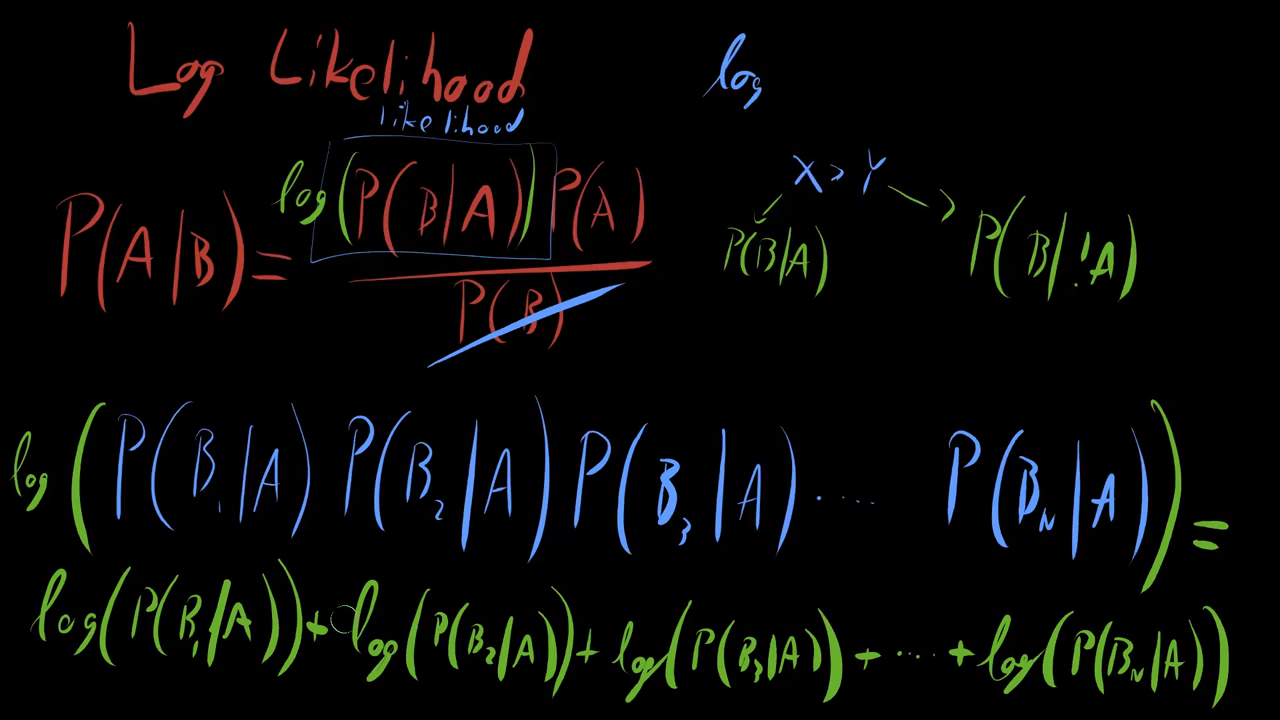 Log Likelihood
log
likelihood
P(A|B) = log(P(B|A)) P(A)
P(B)
X > Y
P(B|A)
P(B|!A)
log(P(B₁|A) P(B₂|A) P(B₃|A) ..... P(Bₙ|A)) =
log(P(B₁|A)) + log(P(B₂|A)) + log(P(B₃|A)) + .... + log(P(Bₙ|A))